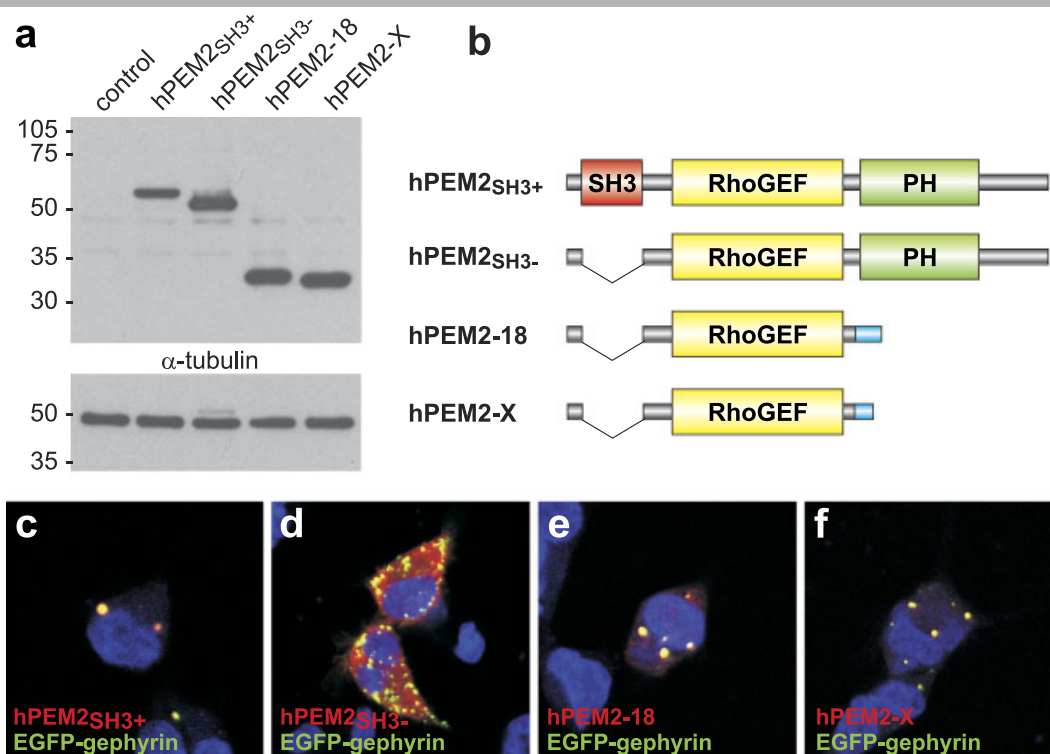 a
control
hPEM2SH3+
hPEM2SH3-
hPEM2-18
hPEM2-X
105 -
75 -
50 -
35 -
30 -
α-tubulin
50 -
35 -
b
hPEM2SH3+
SH3 RhoGEF PH
hPEM2SH3-
RhoGEF PH
hPEM2-18
RhoGEF
hPEM2-X
RhoGEF
c
hPEM2SH3+
EGFP-gephyrin
d
hPEM2SH3-
EGFP-gephyrin
e
hPEM2-18
EGFP-gephyrin
f
hPEM2-X
EGFP-gephyrin